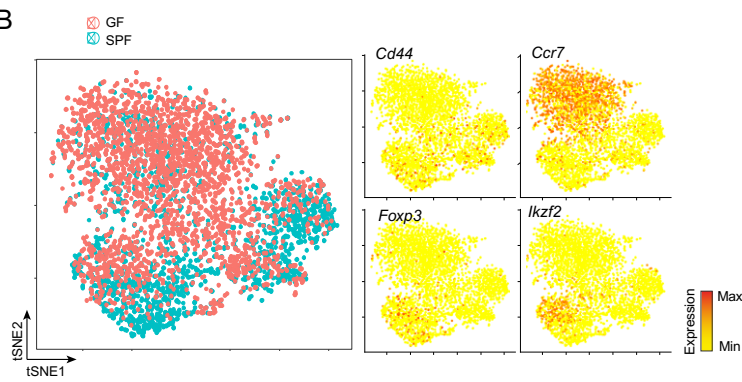 B
GF
SPF
Cd44
Ccr7
Foxp3
Ikzf2
Expression
Max
Min
tSNE2
tSNE1